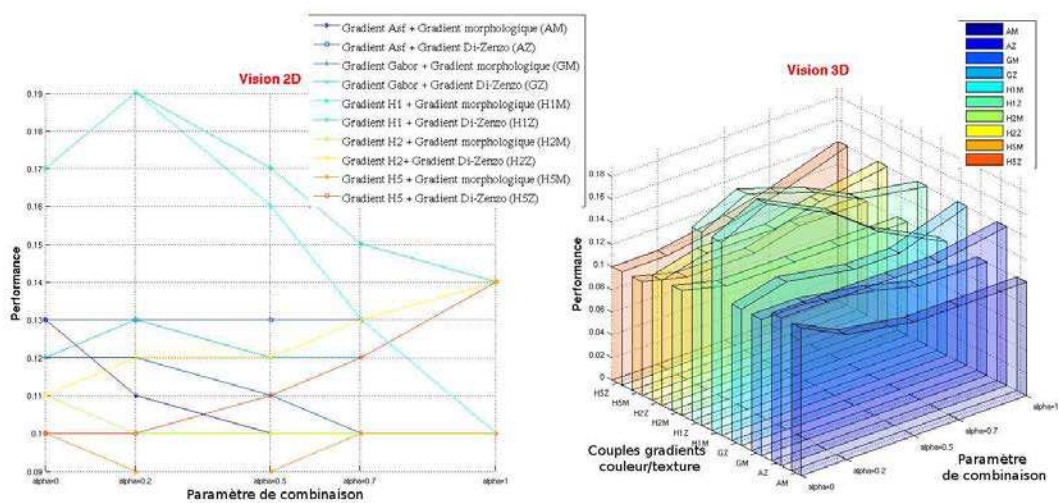 Vision 2D
Gradient Asf + Gradient morphologique (AM)
Gradient Asf + Gradient Di-Zenzo (AZ)
Gradient Gabor + Gradient morphologique (GM)
Gradient Gabor + Gradient Di-Zenzo (GZ)
Gradient H1 + Gradient morphologique (H1M)
Gradient H1 + Gradient Di-Zenzo (H1Z)
Gradient H2 + Gradient morphologique (H2M)
Gradient H2+ Gradient Di-Zenzo (H2Z)
Gradient H5 + Gradient morphologique (H5M)
Gradient H5 + Gradient Di-Zenzo (H5Z)
Performance
0.19
0.18
0.17
0.16
0.15
0.14
0.13
0.12
0.11
0.1
0.09
alpha=0
alpha=0.2
alpha=0.5
alpha=0.7
alpha=1
Paramètre de combinaison
Vision 3D
AM
AZ
GM
GZ
H1M
H1Z
H2M
H2Z
H5M
H5Z
Performance
0.18
0.16
0.14
0.12
0.1
0.08
0.06
0.04
0.02
0
H5Z
H5M
H2Z
H2M
H1Z
H1M
GZ
GM
AZ
AM
Couples gradients
couleur/texture
alpha=0
alpha=0.2
alpha=0.5
alpha=0.7
alpha=1
Paramètre
de combinaison